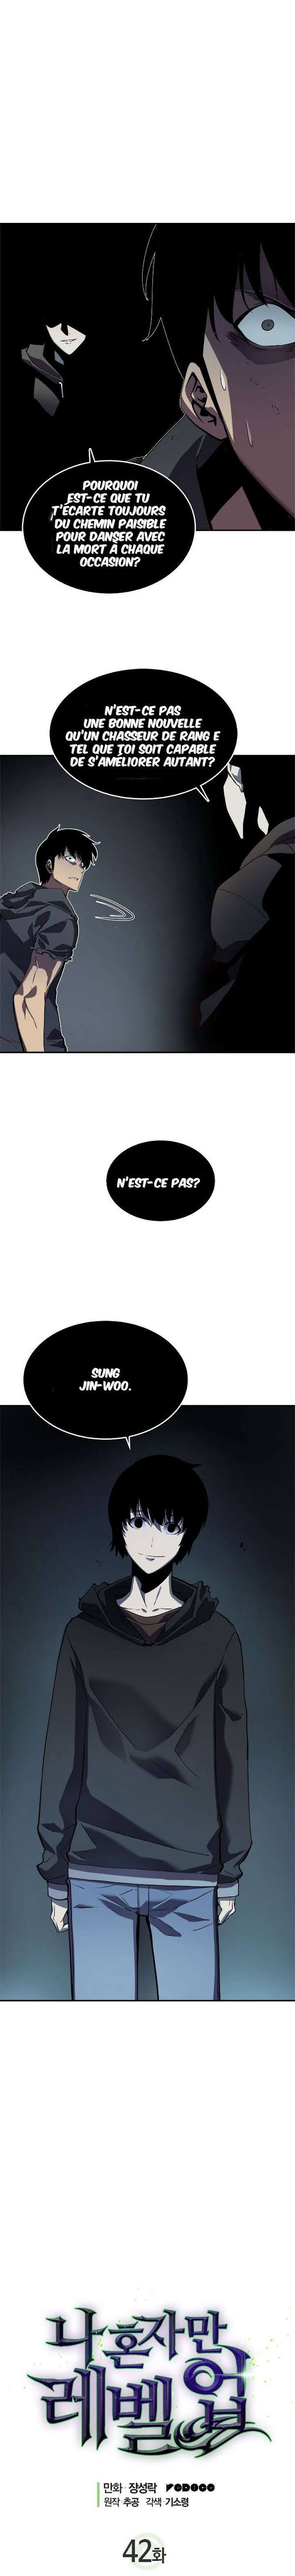 POURQUOI
EST-CE QUE TU
T'ÉCARTE TOUJOURS
DU CHEMIN PAISIBLE
POUR DANSER AVEC
LA MORT À CHAQUE
OCCASION?
N'EST-CE PAS
UNE BONNE NOUVELLE
QU'UN CHASSEUR DE RANG E
TEL QUE TOI SOIT CAPABLE
DE S'AMÉLIORER AUTANT?
N'EST-CE PAS?
SUNG
JIN-WOO.
나 혼자만
레벨업
만화·장성락 REDICE
원작·추공 각색·기소령
42화